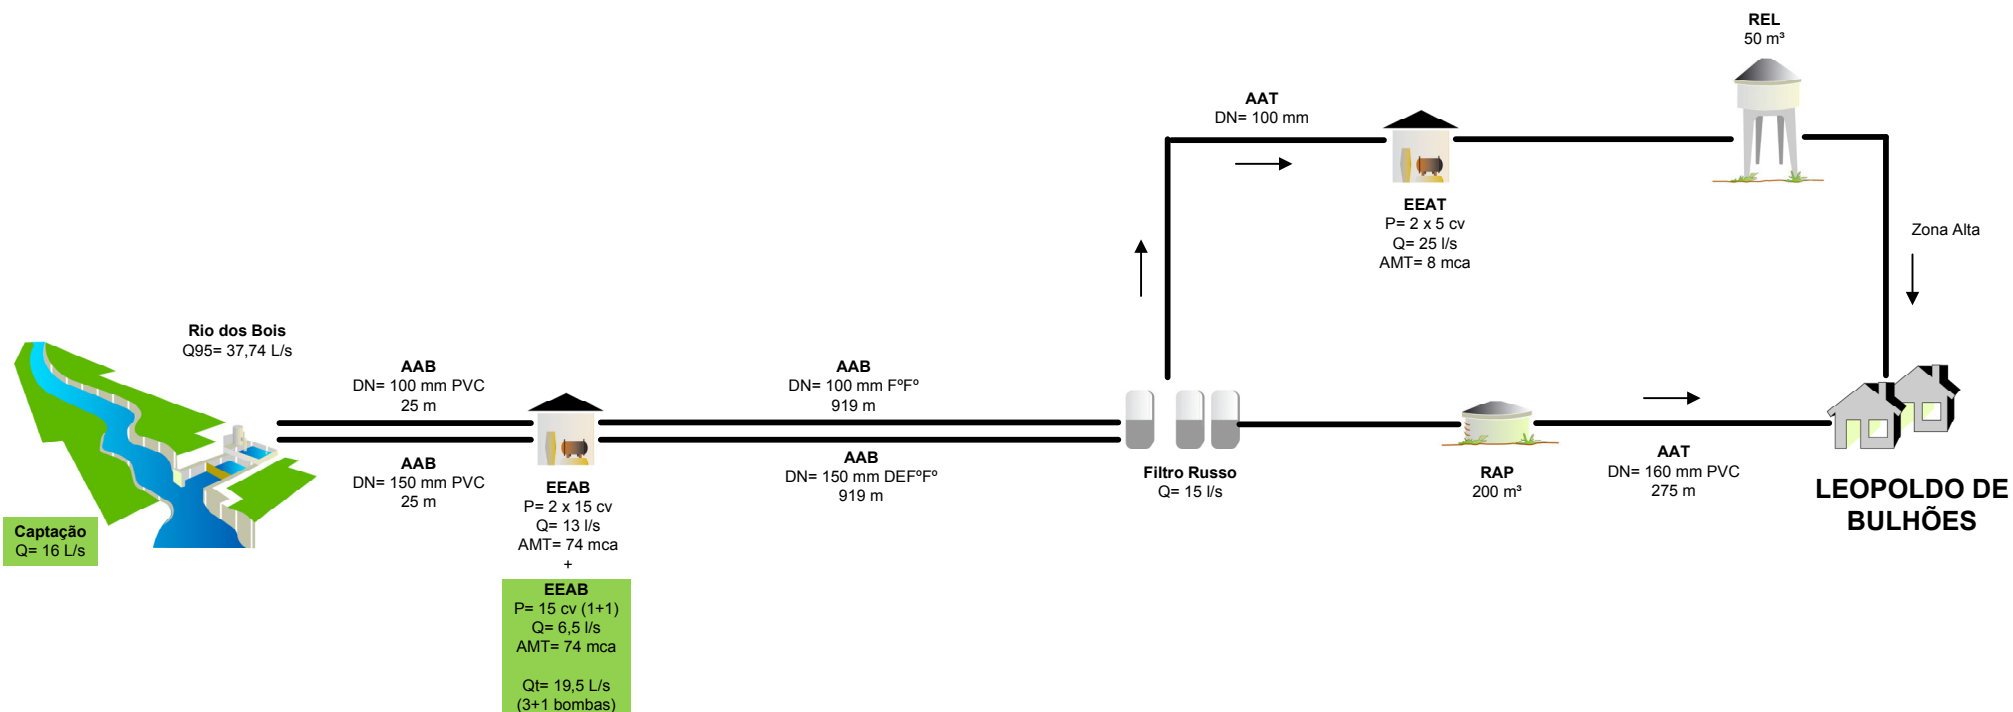 REL
50 m³
AAT
DN= 100 mm
EEAT
P= 2 x 5 cv
Q= 25 l/s
AMT= 8 mca
Zona Alta
Rio dos Bois
Q95= 37,74 L/s
AAB
DN= 100 mm PVC
25 m
AAB
DN= 100 mm FºFº
919 m
AAB
DN= 150 mm PVC
25 m
AAB
DN= 150 mm DEFºFº
919 m
Captação
Q= 16 L/s
EEAB
P= 2 x 15 cv
Q= 13 l/s
AMT= 74 mca
+
EEAB
P= 15 cv (1+1)
Q= 6,5 l/s
AMT= 74 mca
Qt= 19,5 L/s
(3+1 bombas)
Filtro Russo
Q= 15 l/s
RAP
200 m³
AAT
DN= 160 mm PVC
275 m
LEOPOLDO DE
BULHÕES